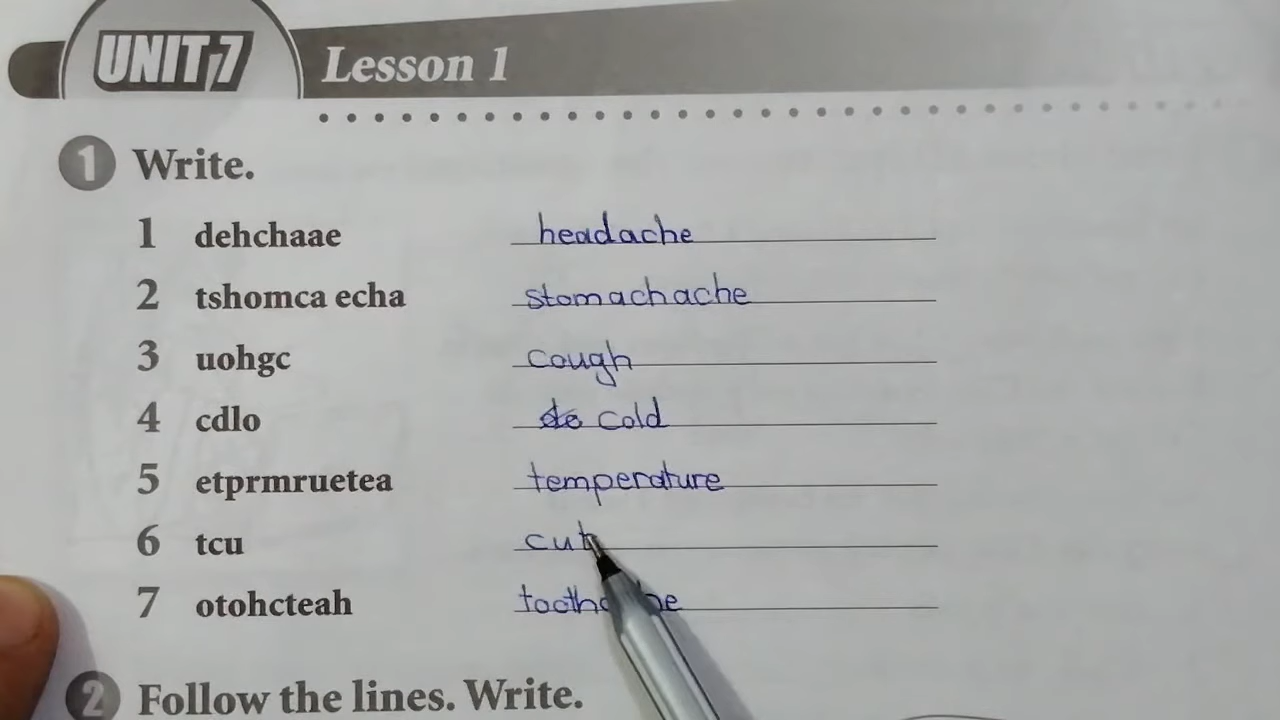 UNIT 7 Lesson 1
1 Write.
1 dehchaae headache
2 tshomca echa stomachache
3 uohgc cough
4 cdlo cold
5 etprmruetea temperature
6 tcu cut
7 otohcteah
2 Follow the lines. Write.